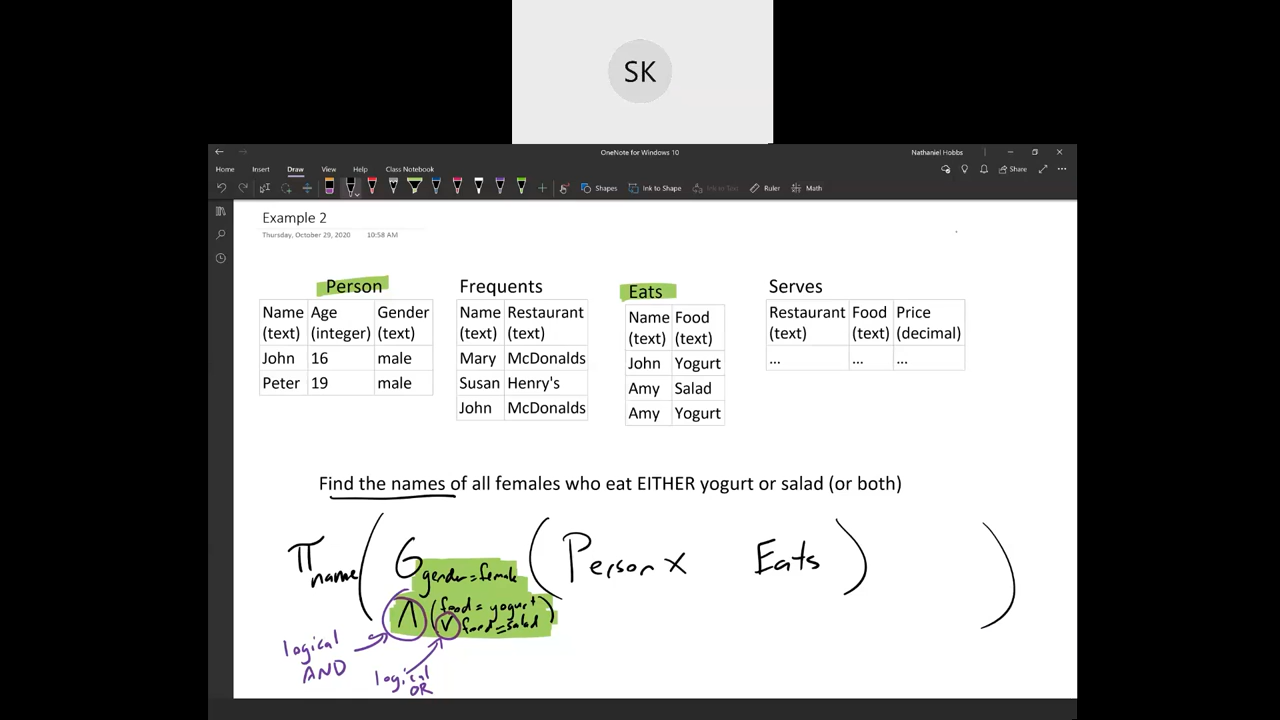 SK
OneNote for Windows 10
Nathaniel Hobbs
Home Insert Draw View Help Class Notebook
Share
Shapes Ink to Shape Ink to Text Ruler Math
Example 2
Thursday, October 29, 2020 10:58 AM
Person Frequents Eats Serves
Name (text) Age (integer) Gender (text)
John 16 male
Peter 19 male
Name (text) Restaurant (text)
Mary McDonalds
Susan Henry's
John McDonalds
Name (text) Food (text)
John Yogurt
Amy Salad
Amy Yogurt
Restaurant (text) Food (text) Price (decimal)
... ... ...
Find the names of all females who eat EITHER yogurt or salad (or both)
π name ( σ gender = female ( Person x Eats ) )
∧ (food = yogurt
∨ food = salad)
logical
AND
logical
OR